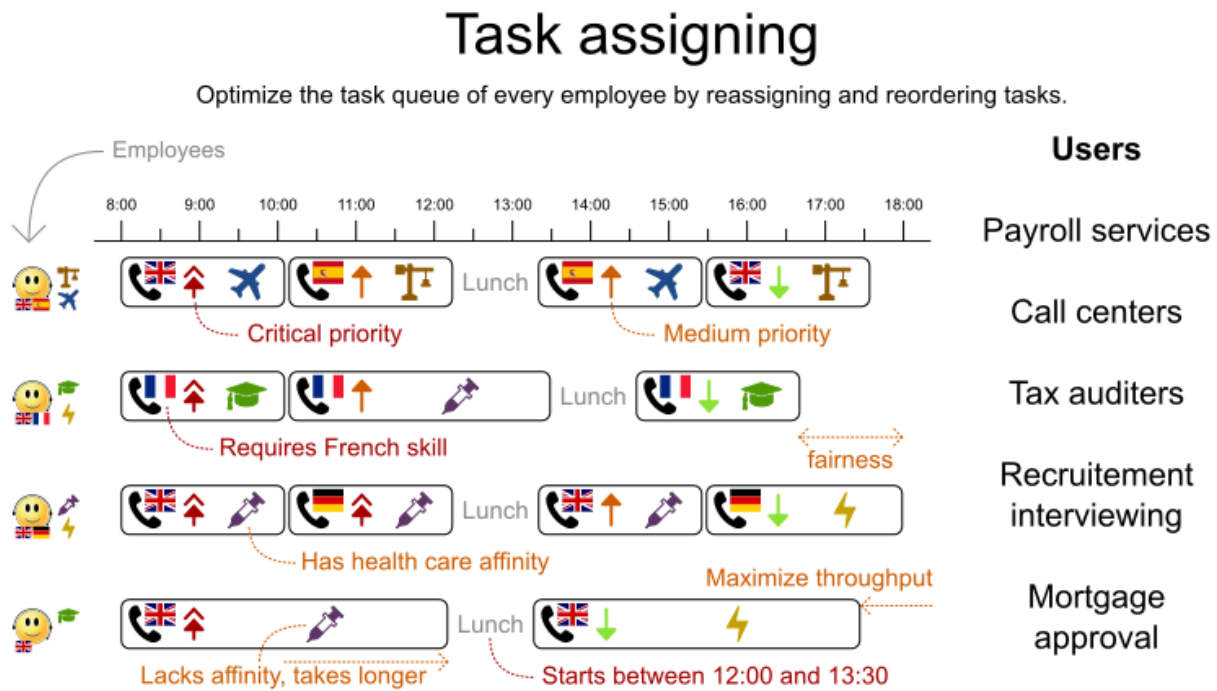 Task assigning
Optimize the task queue of every employee by reassigning and reordering tasks.
Employees
Users
8:00 9:00 10:00 11:00 12:00 13:00 14:00 15:00 16:00 17:00 18:00
Payroll services
Lunch
Call centers
Critical priority
Medium priority
Tax auditers
Lunch
Requires French skill
fairness
Recruitement
interviewing
Lunch
Has health care affinity
Maximize throughput
Mortgage
approval
Lunch
Lacks affinity, takes longer
Starts between 12:00 and 13:30